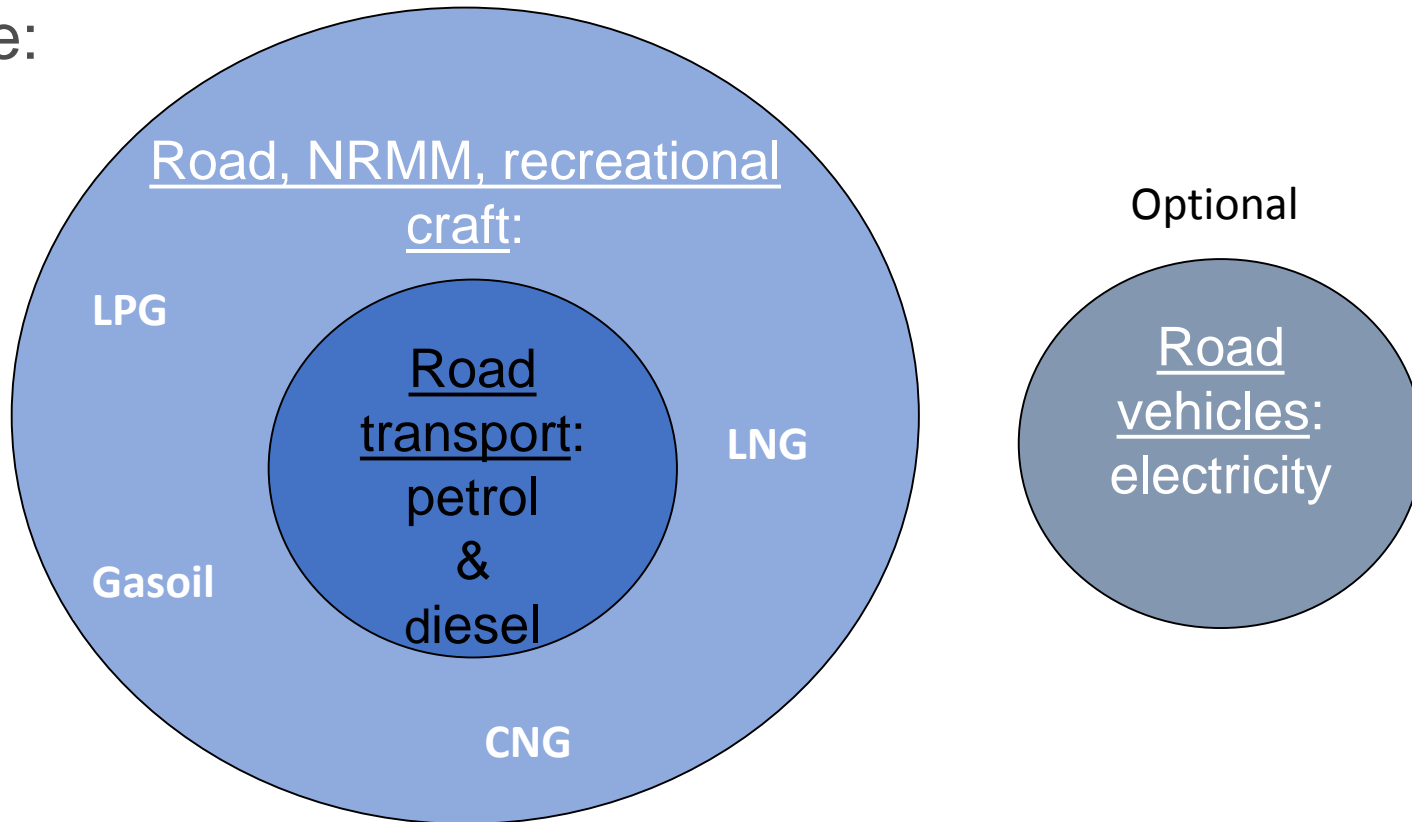 e:
Road, NRMM, recreational
craft:
Optional
LPG
Road
transport:
petrol
&
diesel
LNG
Road
vehicles:
electricity
Gasoil
CNG